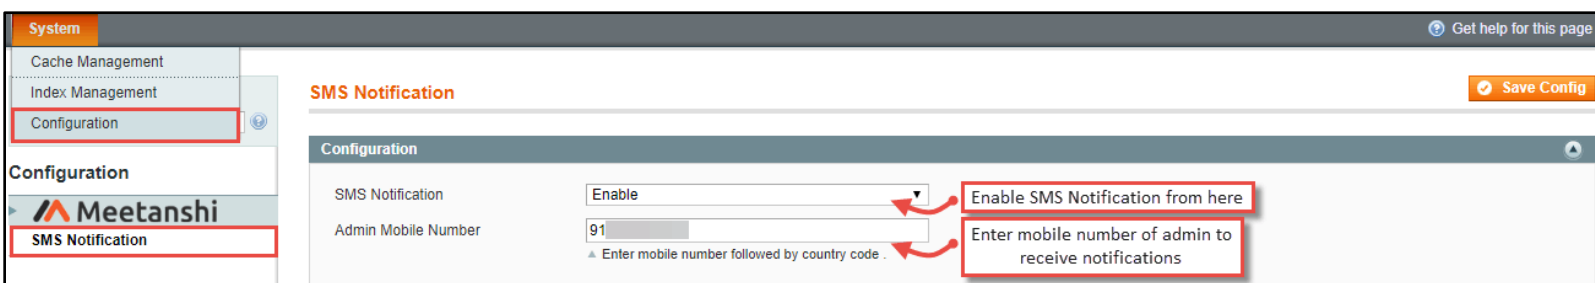 System
Get help for this page
Cache Management
Index Management
Configuration
SMS Notification
Save Config
Configuration
Configuration
Meetanshi
SMS Notification
SMS Notification
Enable
Enable SMS Notification from here
Admin Mobile Number
91
Enter mobile number followed by country code .
Enter mobile number of admin to
receive notifications